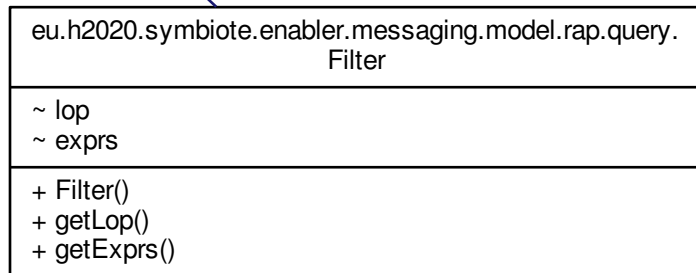 eu.h2020.symbiote.enabler.messaging.model.rap.query.
Filter
~ lop
~ exprs
+ Filter()
+ getLop()
+ getExprs()